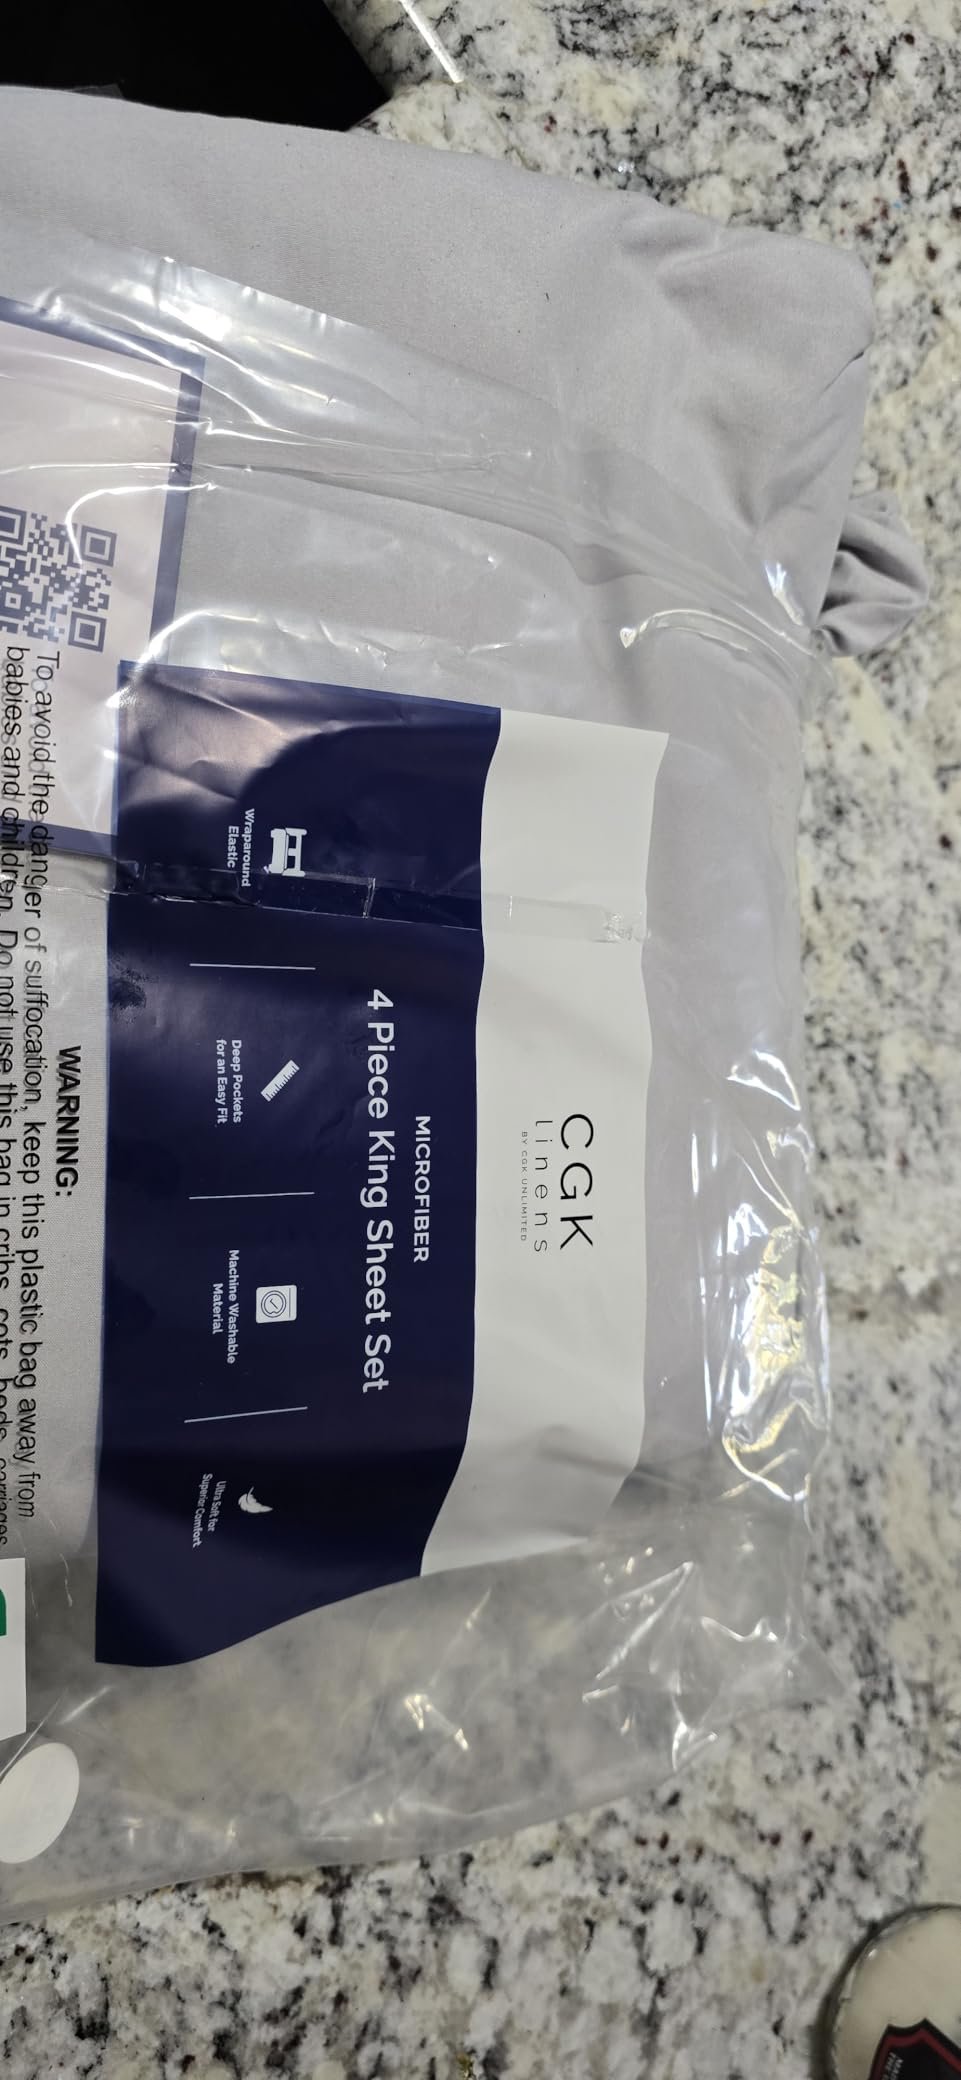 CGK
linens
BY CGK UNLIMITED
MICROFIBER
4 Piece King Sheet Set
Wraparound
Elastic
Deep Pockets
for an Easy Fit
Machine Washable
Material
Ultra Soft for
Superior Comfort
WARNING:
To avoid the danger of suffocation, keep this plastic bag away from
babies and children. Do not use this bag in cribs, cots, beds, carriages